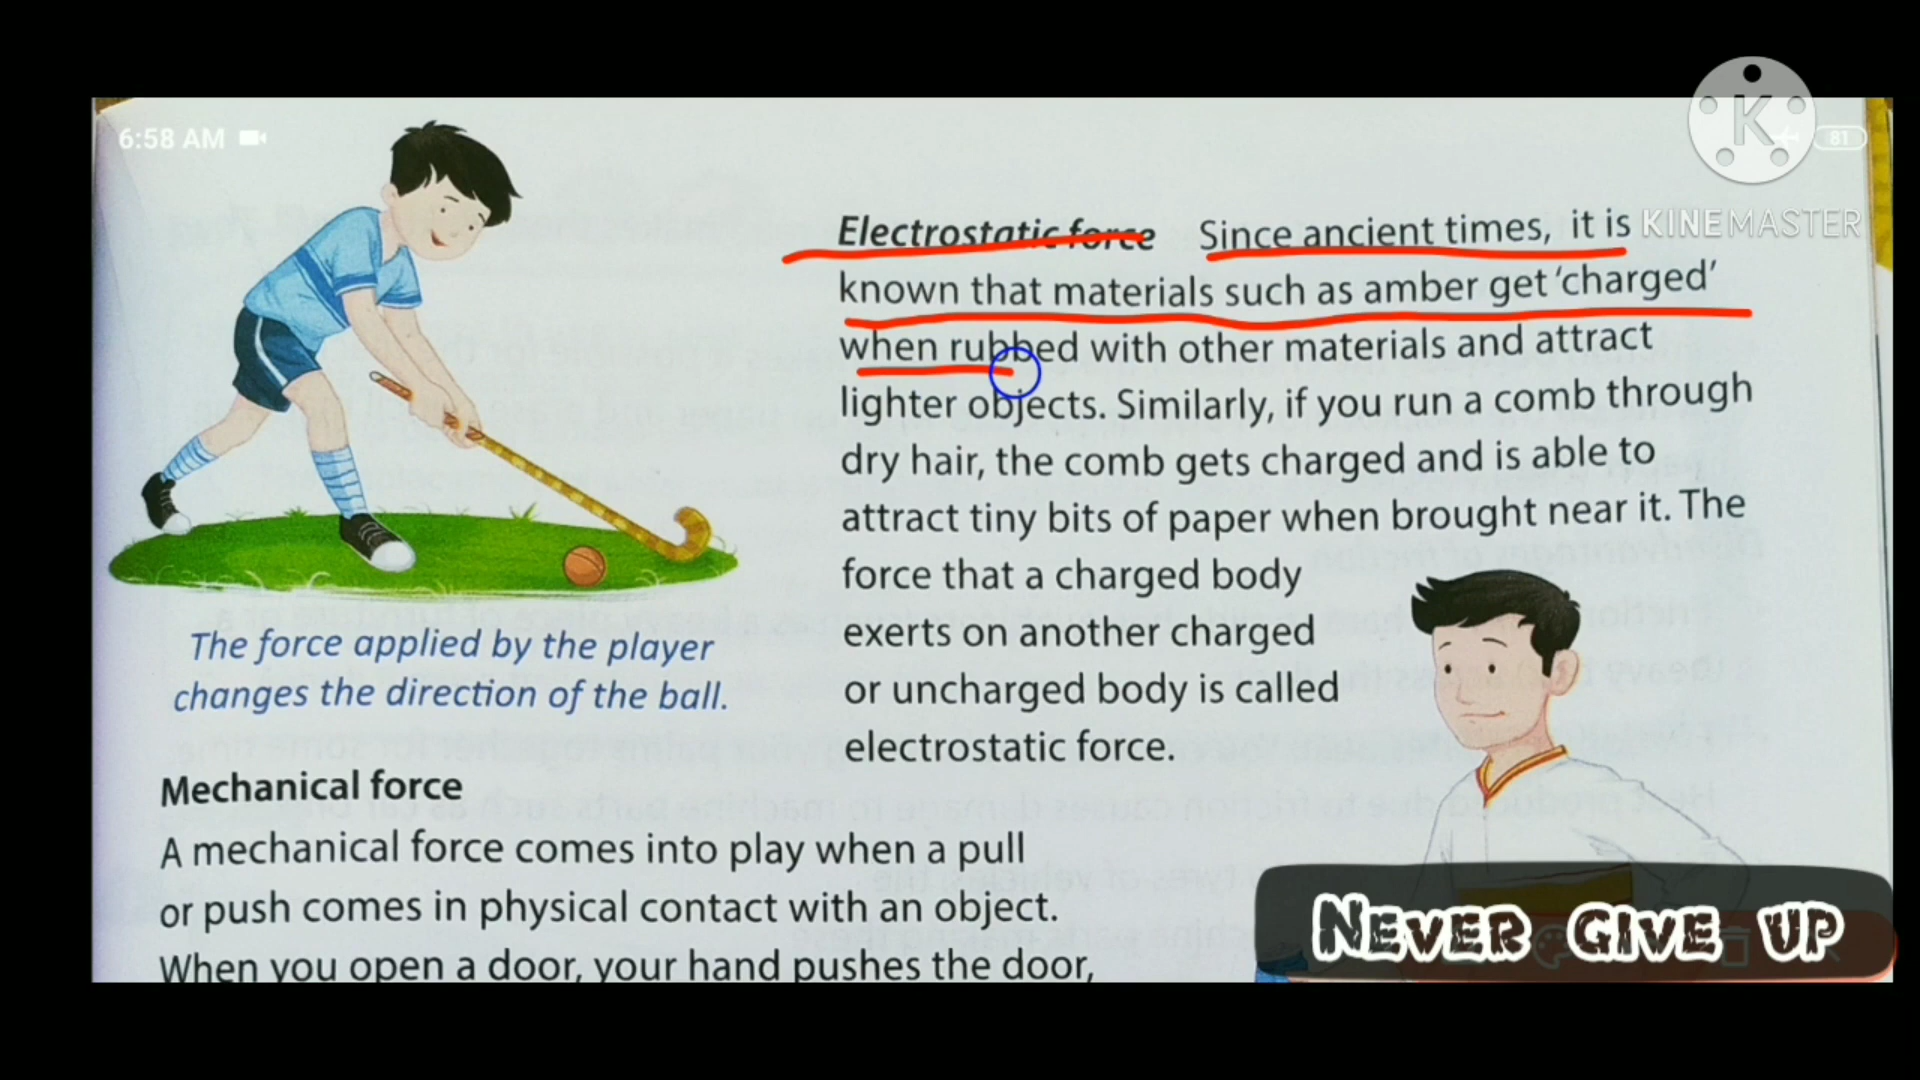 6:58 AM
81
KINEMASTER
Electrostatic force Since ancient times, it is
known that materials such as amber get ‘charged’
when rubbed with other materials and attract
lighter objects. Similarly, if you run a comb through
dry hair, the comb gets charged and is able to
attract tiny bits of paper when brought near it. The
force that a charged body
exerts on another charged
or uncharged body is called
electrostatic force.
The force applied by the player
changes the direction of the ball.
Mechanical force
A mechanical force comes into play when a pull
or push comes in physical contact with an object.
When you open a door, your hand pushes the door,
NEVER GIVE UP